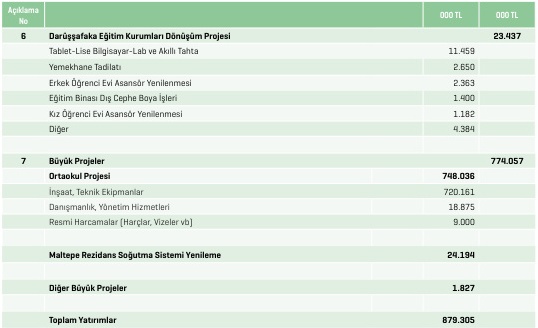 Açıklama No 000 TL 000 TL
6 Darüşşafaka Eğitim Kurumları Dönüşüm Projesi 23.437
Tablet-Lise Bilgisayar-Lab ve Akıllı Tahta 11.459
Yemekhane Tadilatı 2.650
Erkek Öğrenci Evi Asansör Yenilenmesi 2.363
Eğitim Binası Dış Cephe Boya İşleri 1.400
Kız Öğrenci Evi Asansör Yenilenmesi 1.182
Diğer 4.384
7 Büyük Projeler 774.057
Ortaokul Projesi 748.036
İnşaat, Teknik Ekipmanlar 720.161
Danışmanlık, Yönetim Hizmetleri 18.875
Resmi Harcamalar (Harçlar, Vizeler vb) 9.000
Maltepe Rezidans Soğutma Sistemi Yenileme 24.194
Diğer Büyük Projeler 1.827
Toplam Yatırımlar 879.305